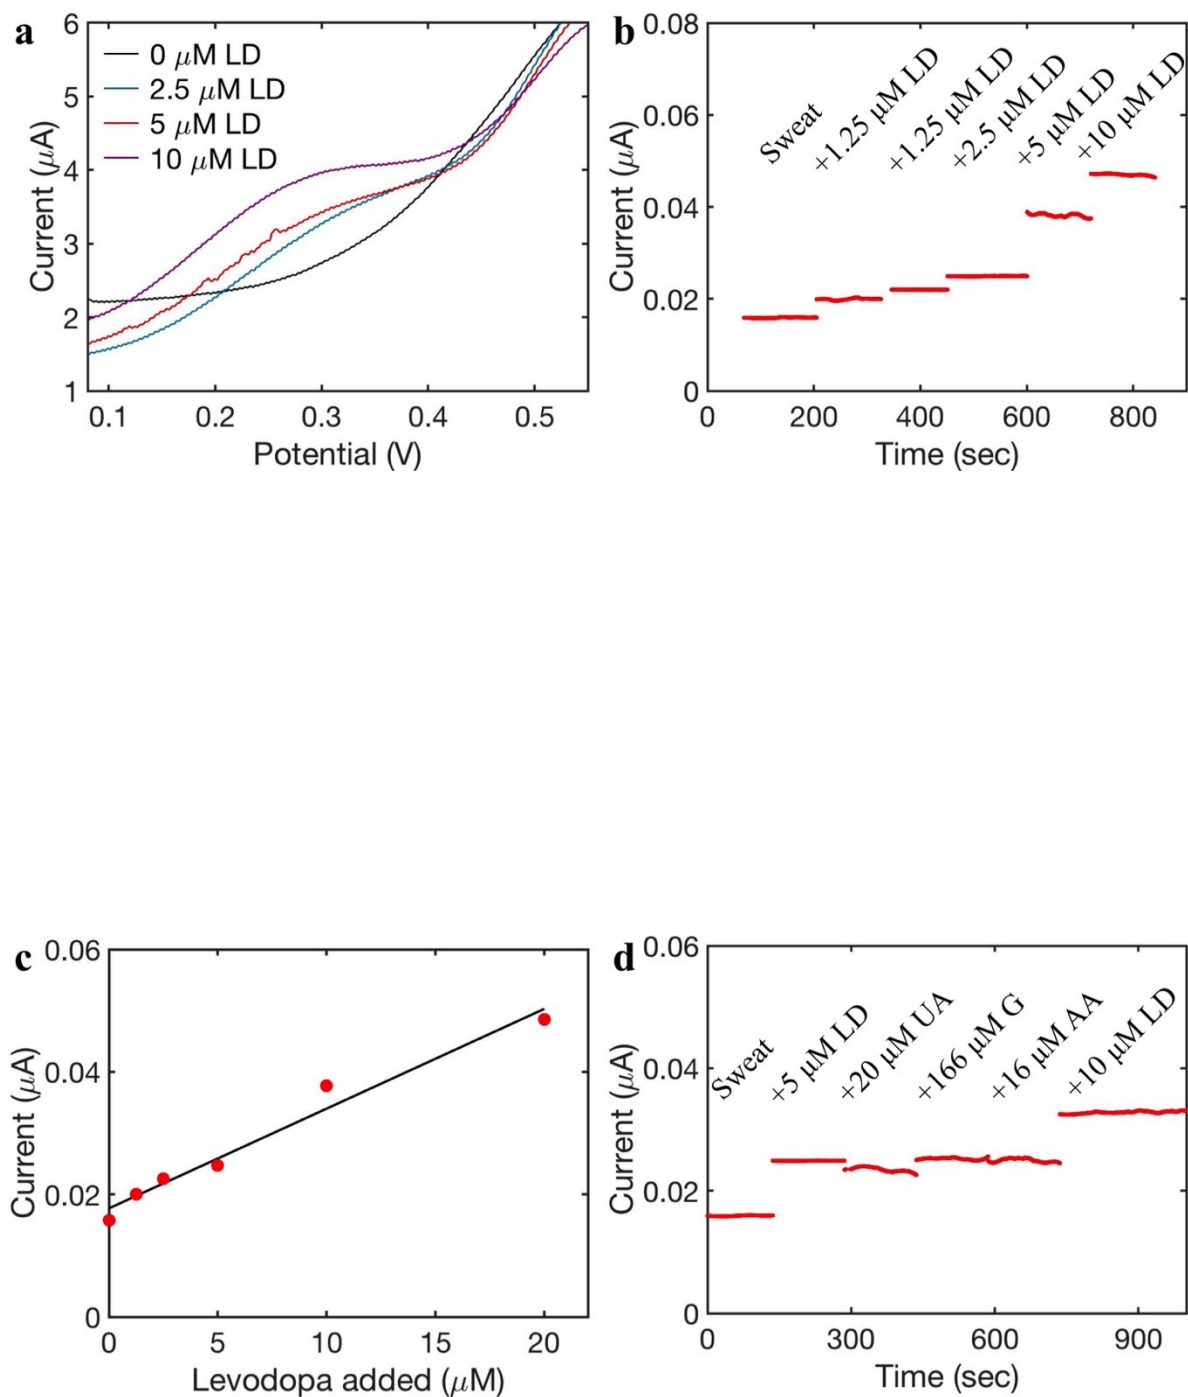 a
6
5
4
3
2
1
Current (μA)
0 μM LD
2.5 μM LD
5 μM LD
10 μM LD
0.1 0.2 0.3 0.4 0.5
Potential (V)
b
0.08
0.06
0.04
0.02
0
Current (μA)
Sweat
+1.25 μM LD
+1.25 μM LD
+2.5 μM LD
+5 μM LD
+10 μM LD
0 200 400 600 800
Time (sec)
c
0.06
0.04
0.02
0
Current (μA)
0 5 10 15 20
Levodopa added (μM)
d
0.06
0.04
0.02
0
Current (μA)
Sweat
+5 μM LD
+20 μM UA
+166 μM G
+16 μM AA
+10 μM LD
0 300 600 900
Time (sec)